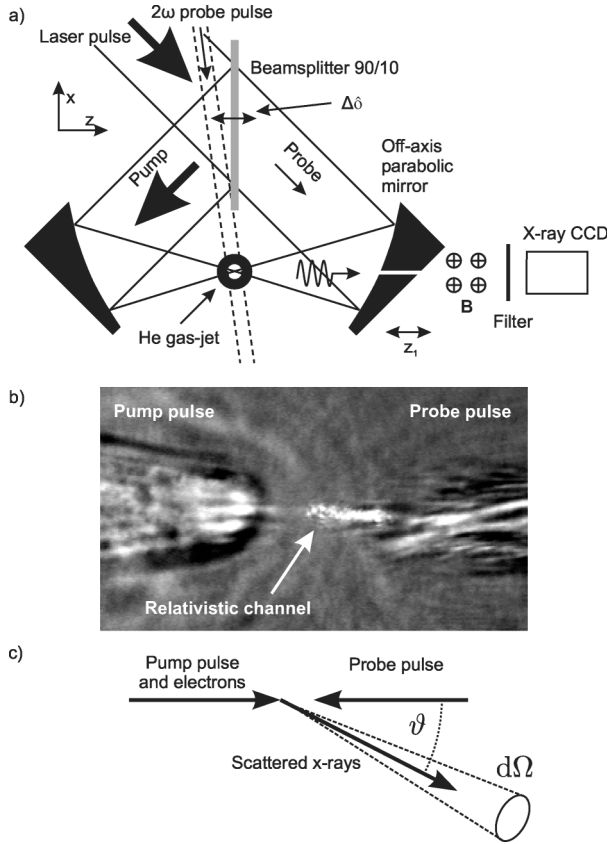 a)
2ω probe pulse
Laser pulse
Beamsplitter 90/10
Δδ̂
x
z
Pump
Probe
Off-axis
parabolic
mirror
X-ray CCD
B
Filter
He gas-jet
z₁
b)
Pump pulse
Probe pulse
Relativistic channel
c)
Pump pulse
and electrons
Probe pulse
ϑ
Scattered x-rays
dΩ